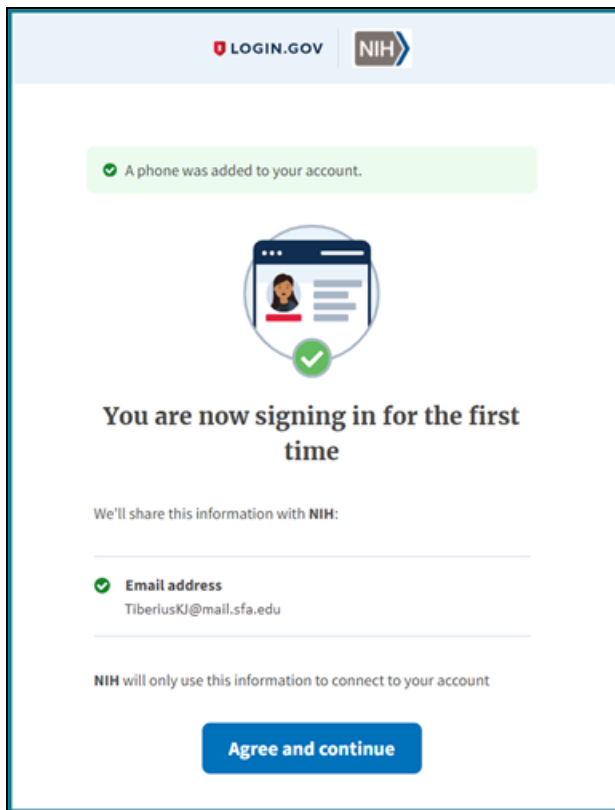 LOGIN.GOV NIH
A phone was added to your account.
You are now signing in for the first
time
We'll share this information with NIH:
Email address
TiberiusKJ@mail.sfa.edu
NIH will only use this information to connect to your account
Agree and continue